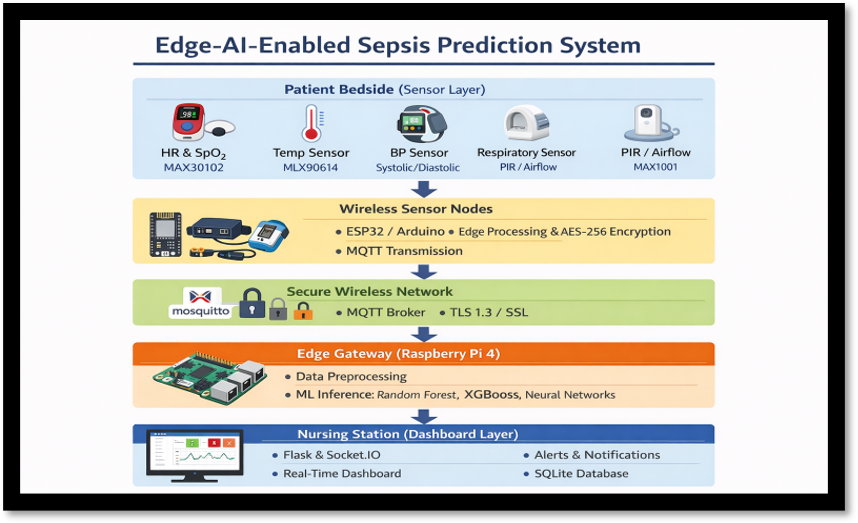 Edge-AI-Enabled Sepsis Prediction System
Patient Bedside (Sensor Layer)
.98
HR & SpO₂
MAX30102
Temp Sensor
MLX90614
BP Sensor
Systolic/Diastolic
Respiratory Sensor
PIR / Airflow
PIR / Airflow
MAX1001
Wireless Sensor Nodes
• ESP32 / Arduino • Edge Processing & AES-256 Encryption
• MQTT Transmission
Secure Wireless Network
mosquitto
• MQTT Broker • TLS 1.3 / SSL
Edge Gateway (Raspberry Pi 4)
• Data Preprocessing
• ML Inference: Random Forest, XGBooss, Neural Networks
Nursing Station (Dashboard Layer)
• Flask & Socket.IO
• Real-Time Dashboard
• Alerts & Notifications
• SQLite Database